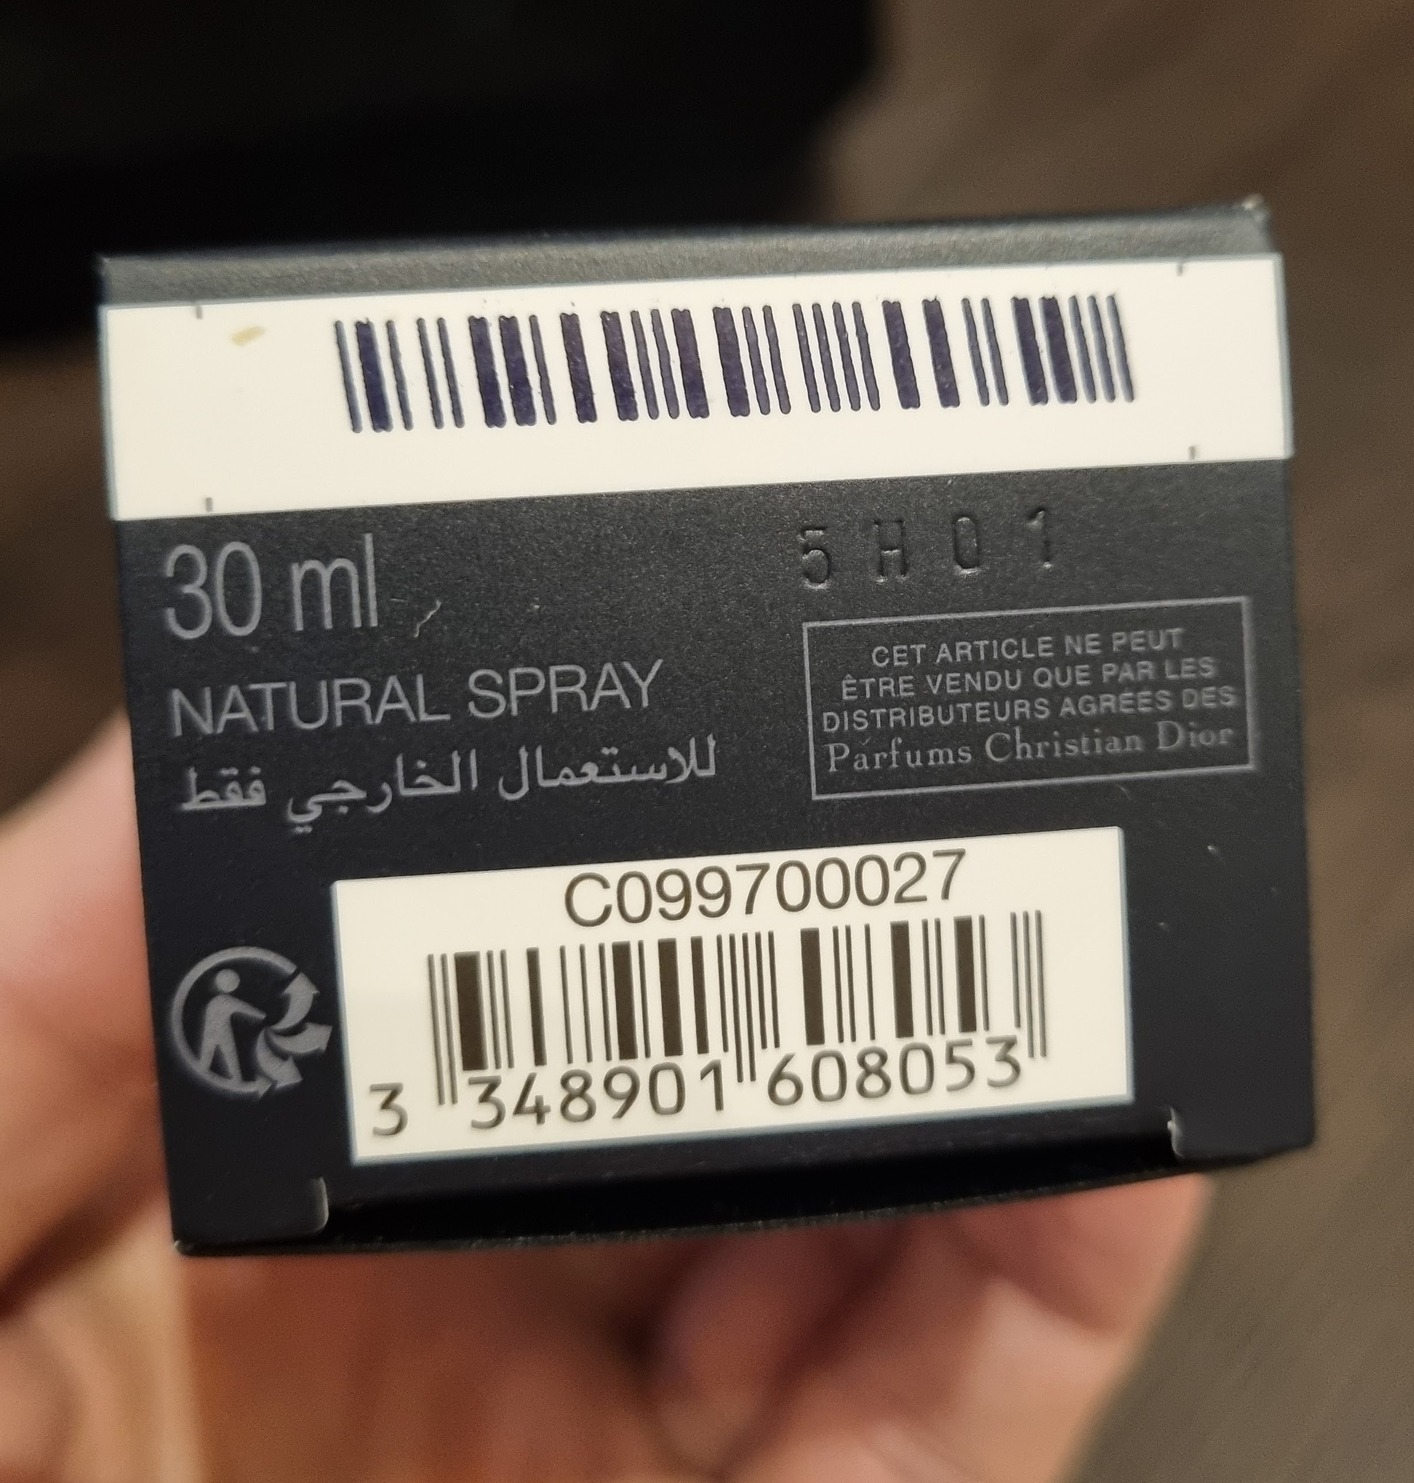 30 ml
5H01
NATURAL SPRAY
للاستعمال الخارجي فقط
CET ARTICLE NE PEUT
ÊTRE VENDU QUE PAR LES
DISTRIBUTEURS AGRÉÉS DES
Parfums Christian Dior
C099700027
3 348901 608053